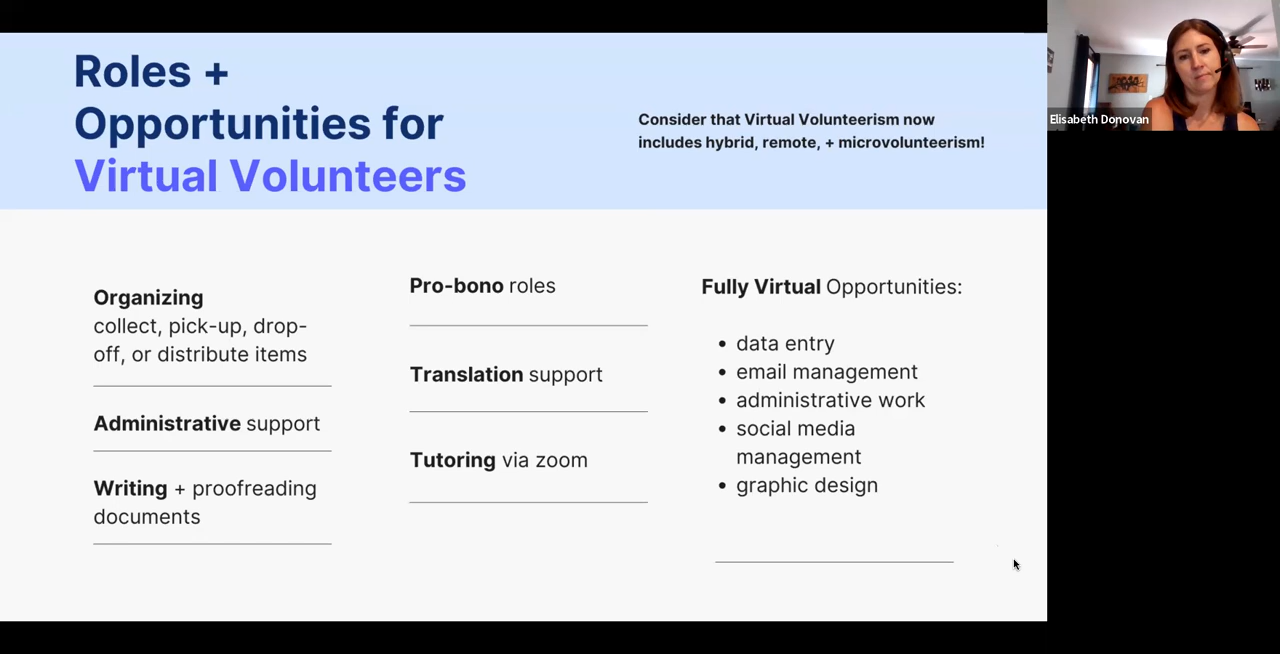 Roles +
Opportunities for
Virtual Volunteers
Consider that Virtual Volunteerism now
includes hybrid, remote, + microvolunteerism!
Elisabeth Donovan
Organizing
collect, pick-up, drop-
off, or distribute items
Administrative support
Writing + proofreading
documents
Pro-bono roles
Translation support
Tutoring via zoom
Fully Virtual Opportunities:
• data entry
• email management
• administrative work
• social media
management
• graphic design